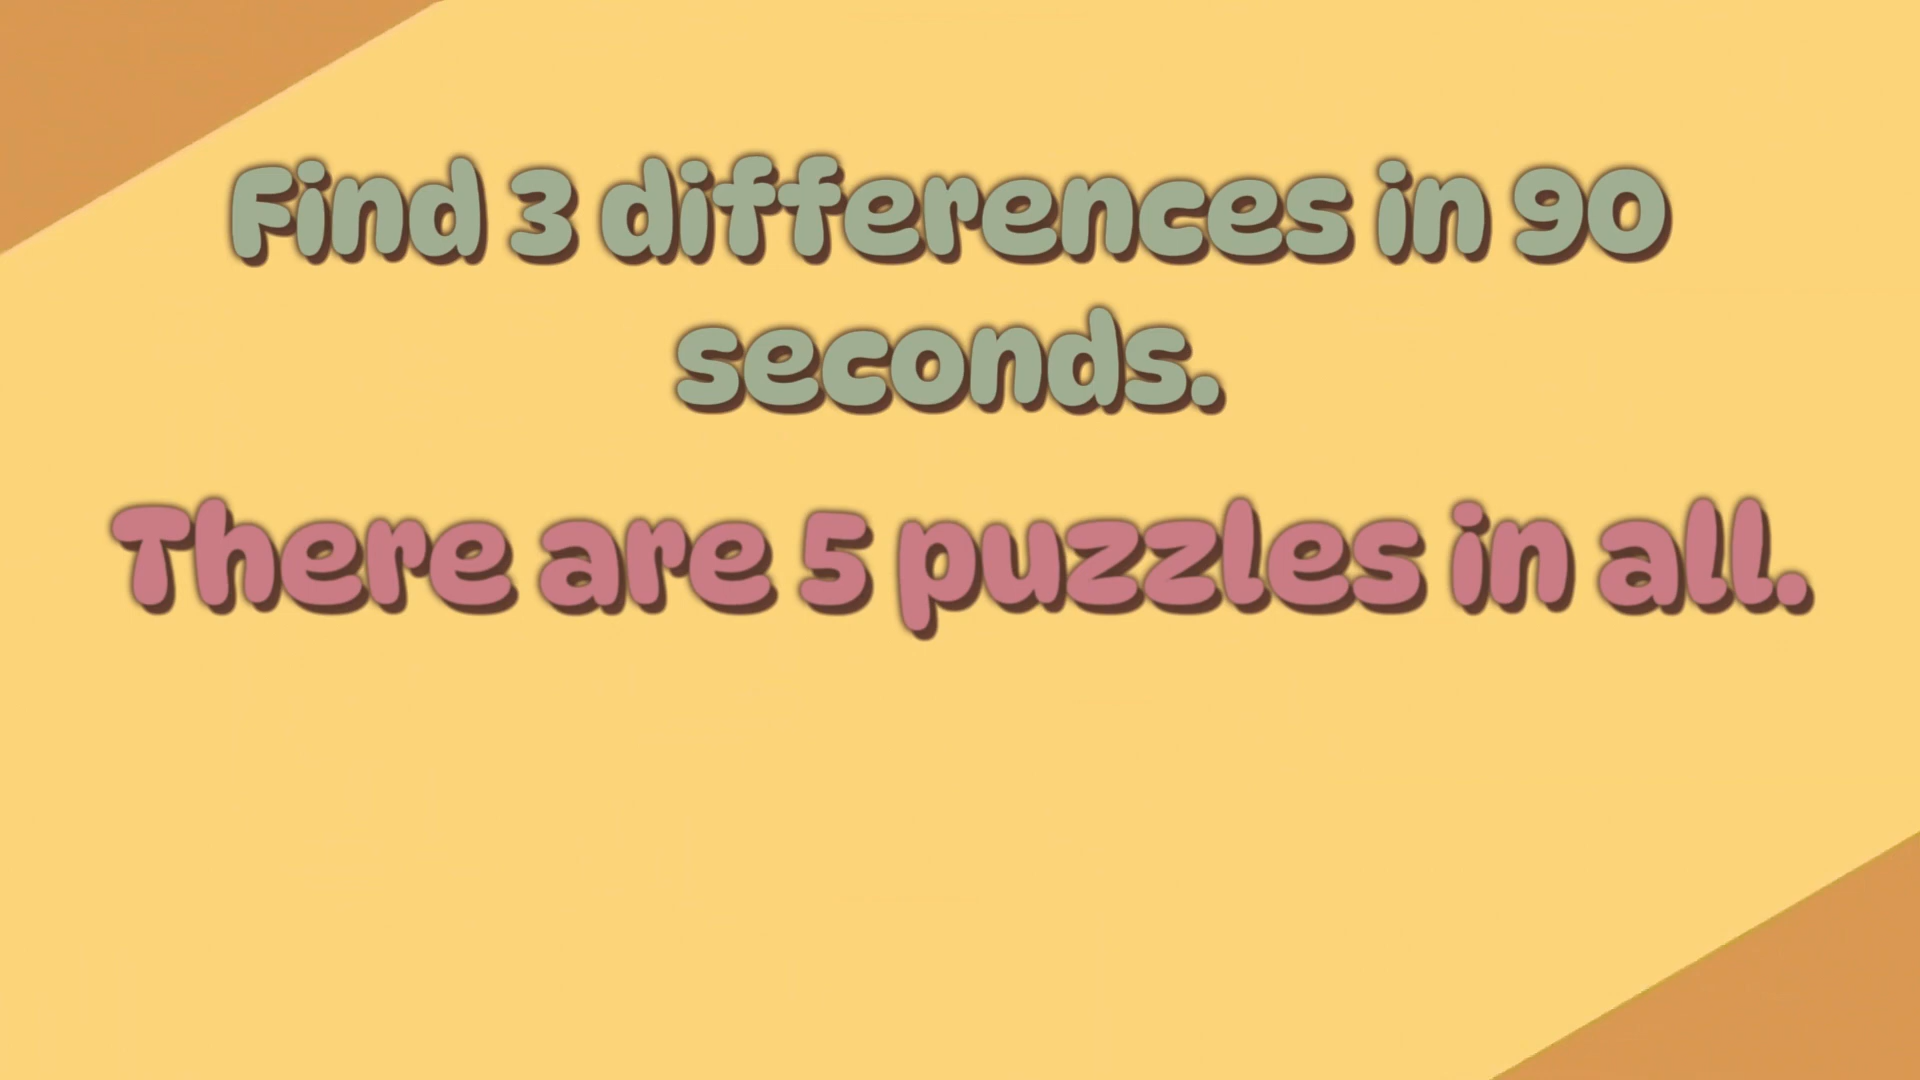 Find 3 differences in 90
seconds.
There are 5 puzzles in all.